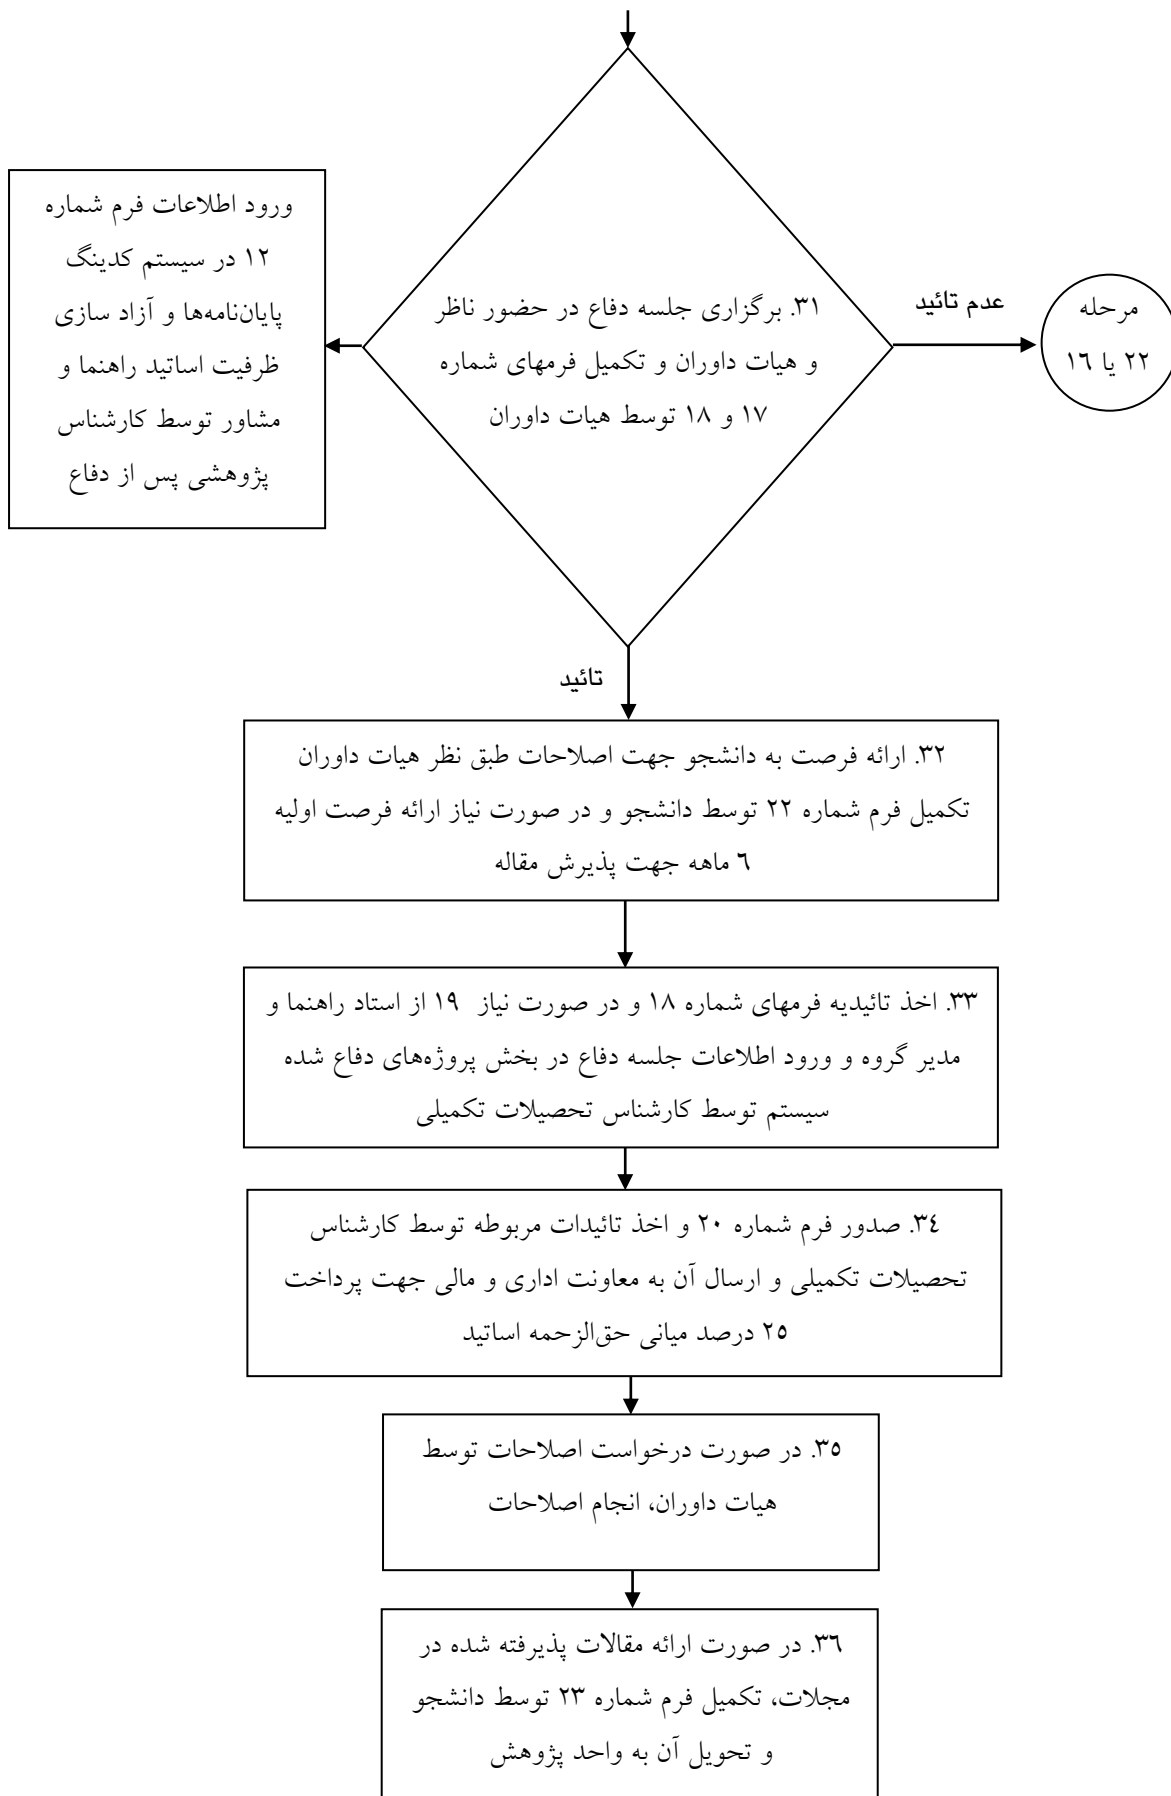 ۳۱. برگزاری جلسه دفاع در حضور ناظر
و هیات داوران و تکمیل فرمهای شماره
۱۷ و ۱۸ توسط هیات داوران
عدم تائید
مرحله
۲۲ یا ۱٦
ورود اطلاعات فرم شماره
۱۲ در سیستم کدینگ
پایان‌نامه‌ها و آزاد سازی
ظرفیت اساتید راهنما و
مشاور توسط کارشناس
پژوهشی پس از دفاع
تائید
۳۲. ارائه فرصت به دانشجو جهت اصلاحات طبق نظر هیات داوران
تکمیل فرم شماره ۲۲ توسط دانشجو و در صورت نیاز ارائه فرصت اولیه
٦ ماهه جهت پذیرش مقاله
۳۳. اخذ تائیدیه فرمهای شماره ۱۸ و در صورت نیاز ۱۹ از استاد راهنما و
مدیر گروه و ورود اطلاعات جلسه دفاع در بخش پروژه‌های دفاع شده
سیستم توسط کارشناس تحصیلات تکمیلی
۳٤. صدور فرم شماره ۲۰ و اخذ تائیدات مربوطه توسط کارشناس
تحصیلات تکمیلی و ارسال آن به معاونت اداری و مالی جهت پرداخت
۲٥ درصد میانی حق‌الزحمه اساتید
۳٥. در صورت درخواست اصلاحات توسط
هیات داوران، انجام اصلاحات
۳٦. در صورت ارائه مقالات پذیرفته شده در
مجلات، تکمیل فرم شماره ۲۳ توسط دانشجو
و تحویل آن به واحد پژوهش